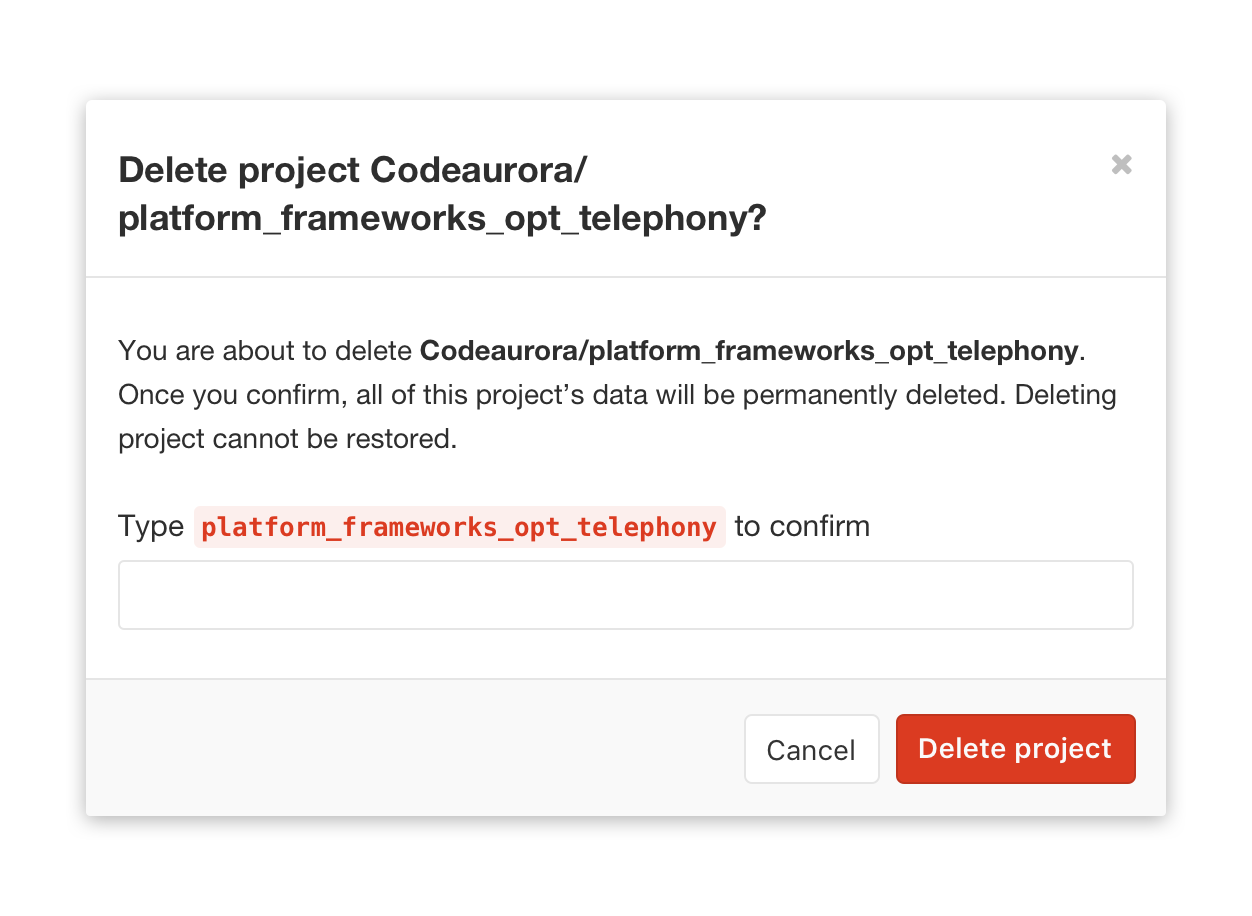 Delete project Codeaurora/
platform_frameworks_opt_telephony?
You are about to delete Codeaurora/platform_frameworks_opt_telephony.
Once you confirm, all of this project’s data will be permanently deleted. Deleting
project cannot be restored.
Type platform_frameworks_opt_telephony to confirm
Cancel Delete project